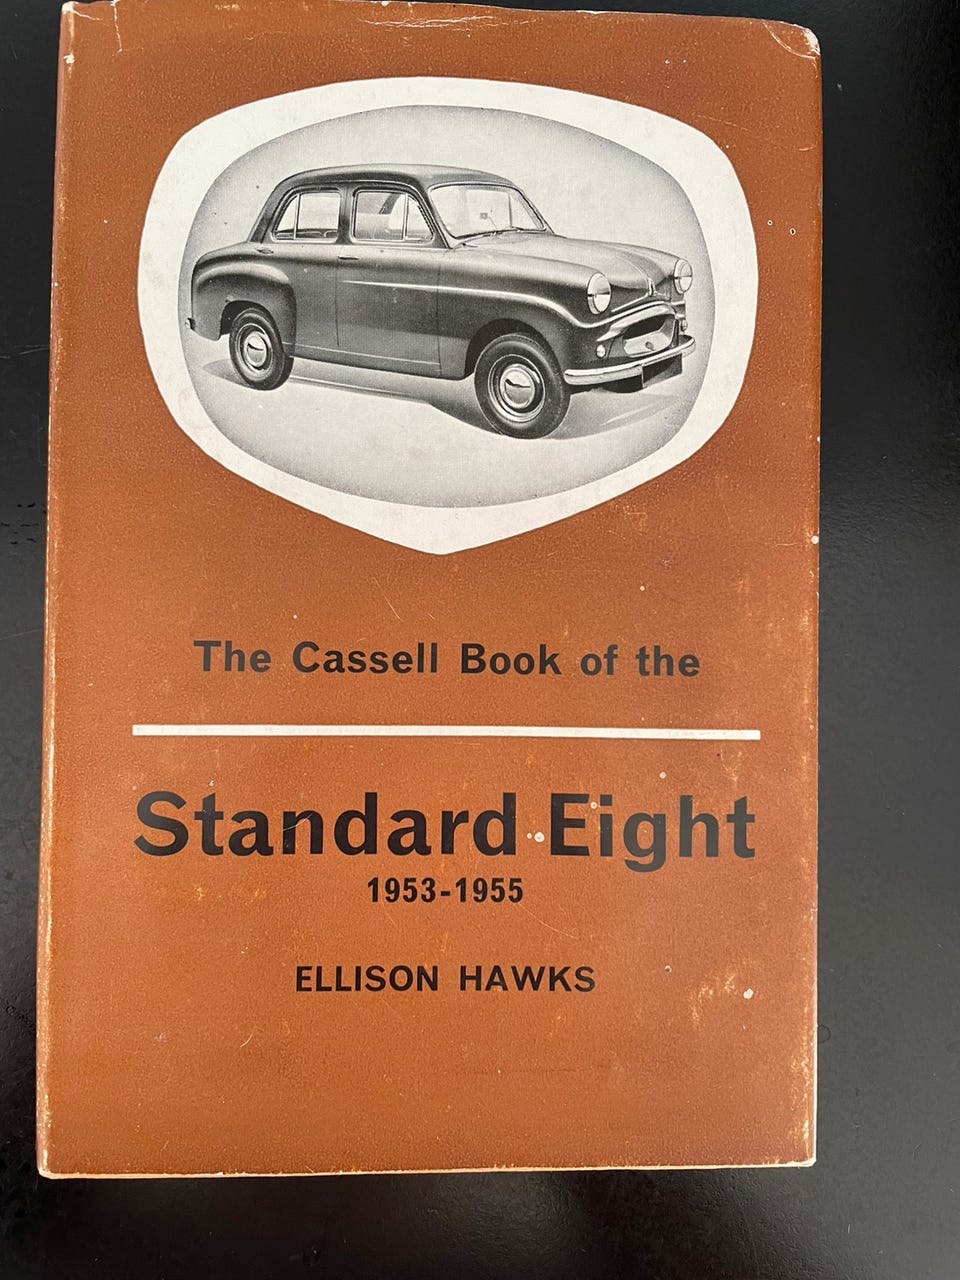 The Cassell Book of the
Standard Eight
1953-1955
ELLISON HAWKS